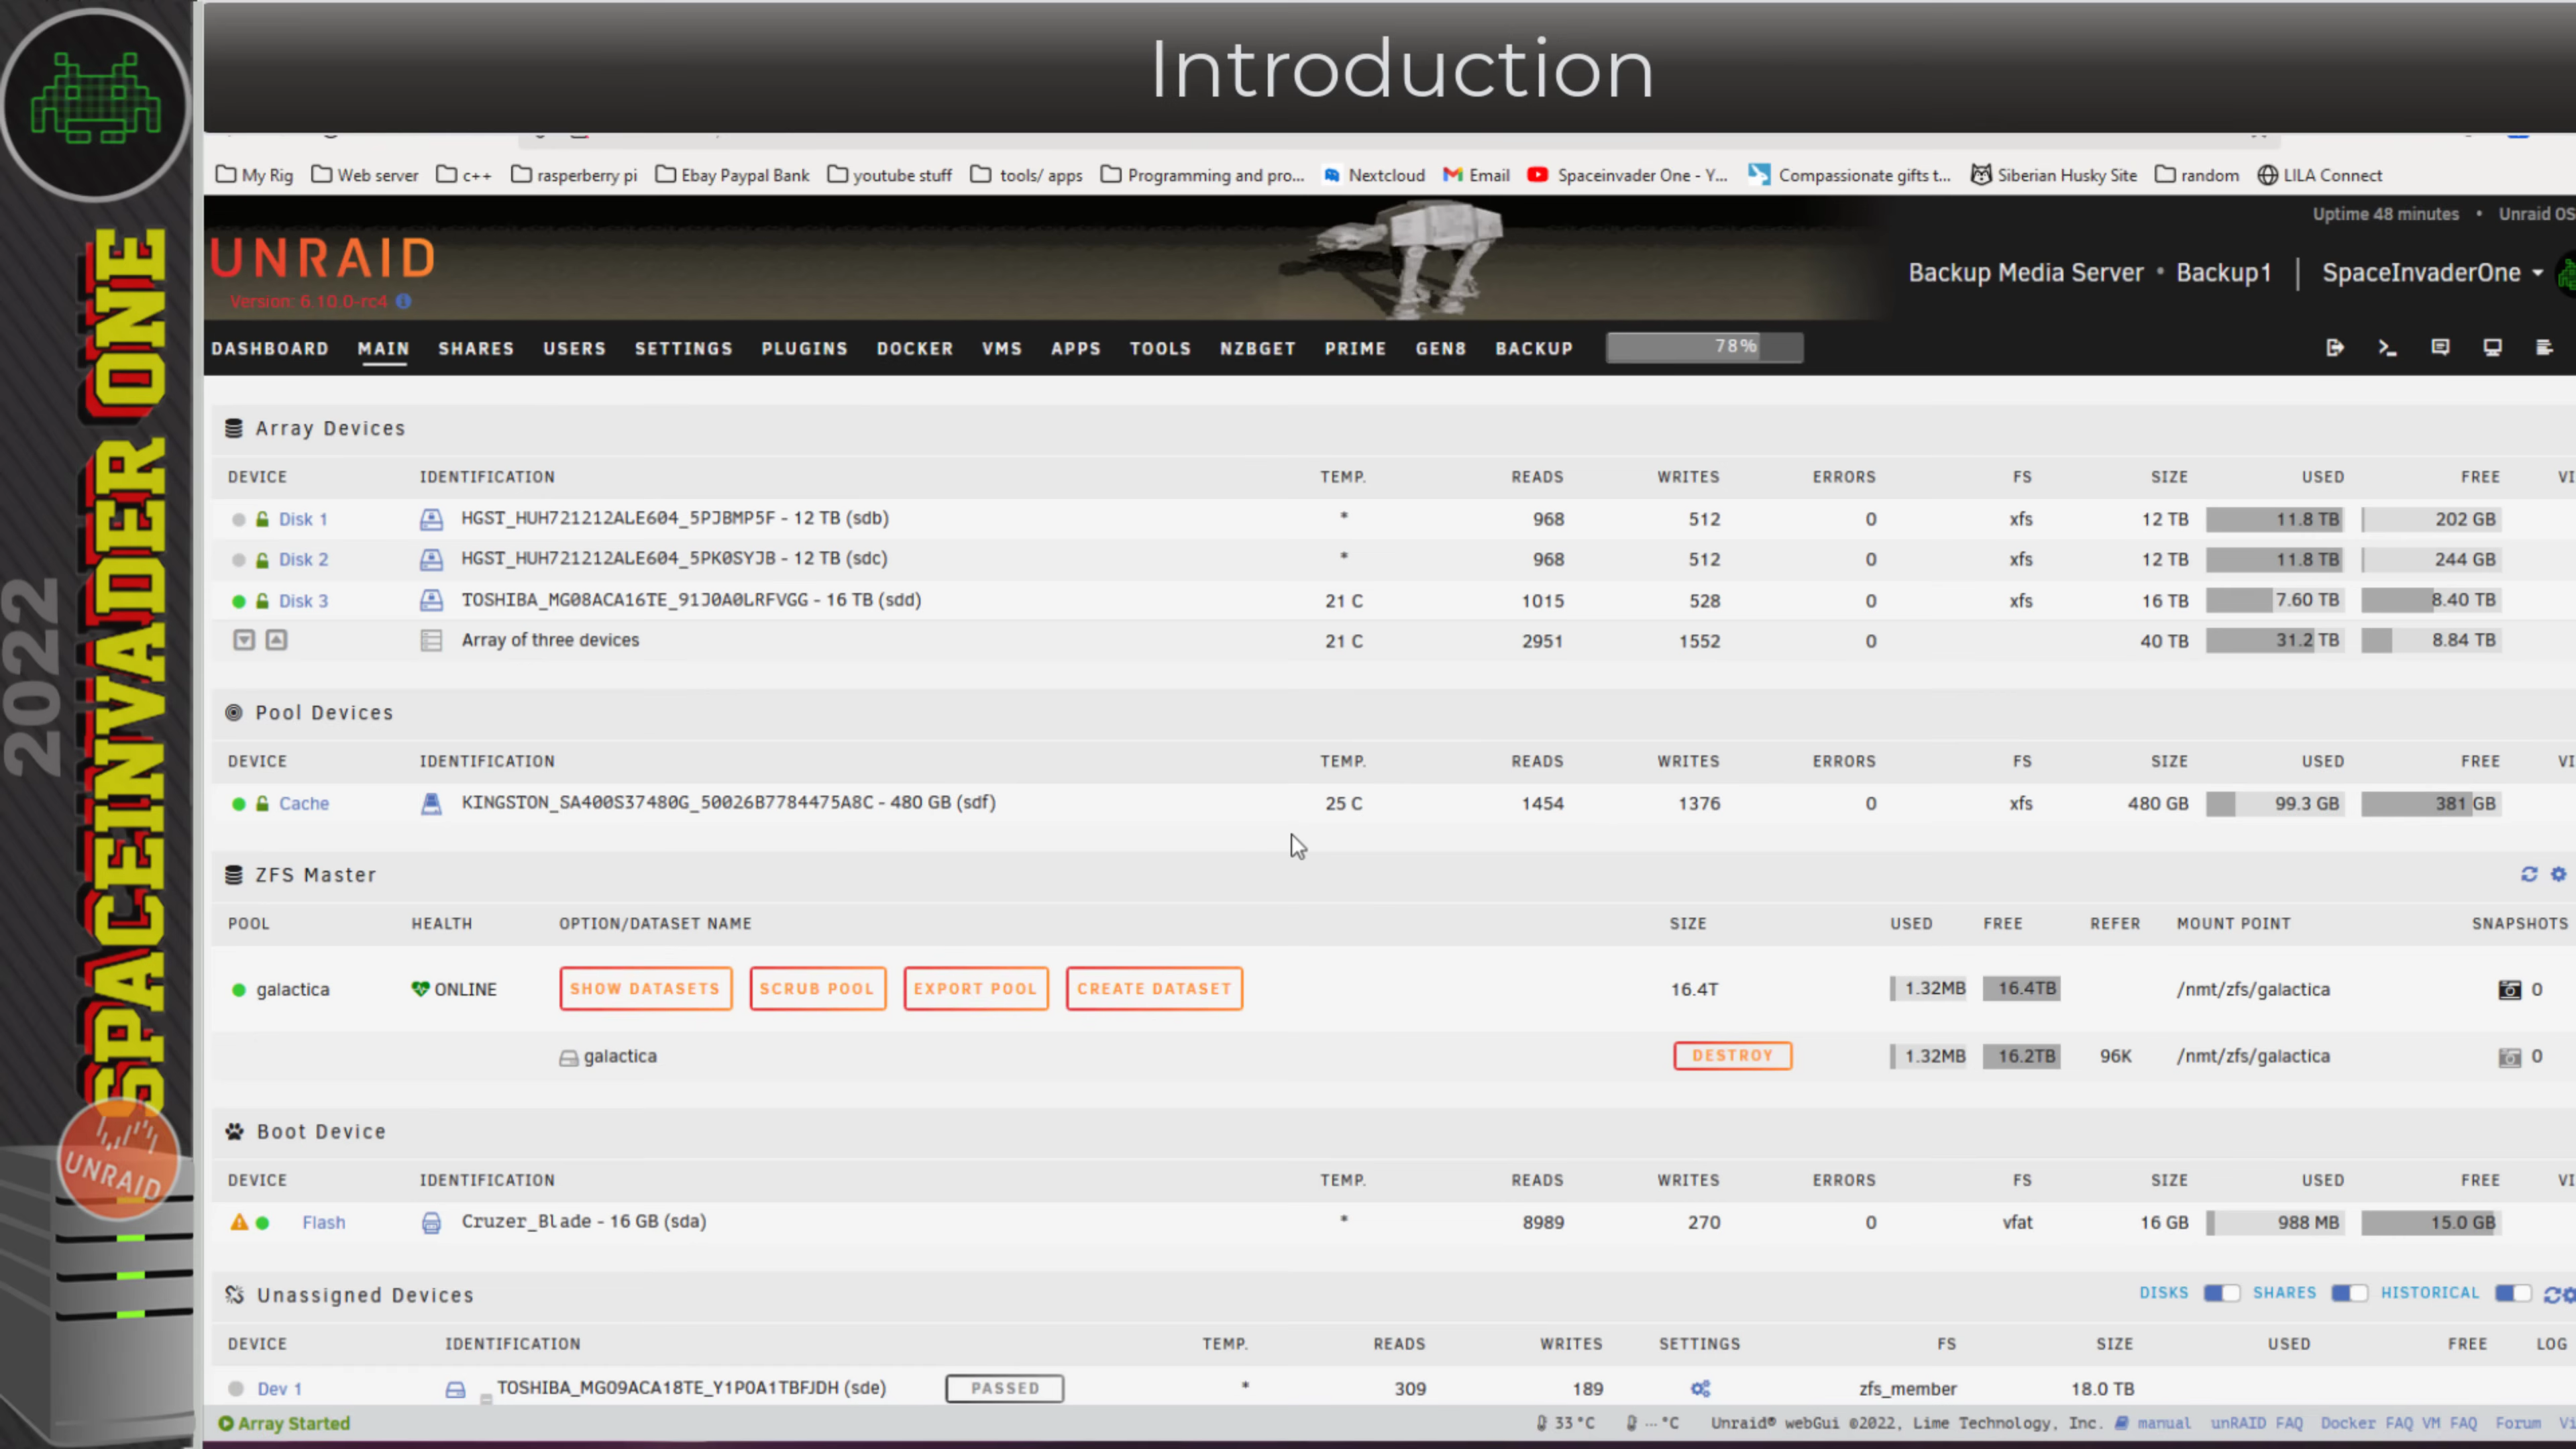 Introduction
2022
SPACEINVADER ONE
UNRAID
My Rig Web server c++ rasperberry pi Ebay Paypal Bank youtube stuff tools/ apps Programming and pro... Nextcloud Email Spaceinvader One - Y... Compassionate gifts t... Siberian Husky Site random LILA Connect
Uptime 48 minutes • Unraid OS
UNRAID
Version: 6.10.0-rc4
Backup Media Server • Backup1 | SpaceInvaderOne
DASHBOARD MAIN SHARES USERS SETTINGS PLUGINS DOCKER VMS APPS TOOLS NZBGET PRIME GEN8 BACKUP 78%
Array Devices
DEVICE IDENTIFICATION TEMP. READS WRITES ERRORS FS SIZE USED FREE VI
Disk 1 HGST_HUH721212ALE604_5PJBMP5F - 12 TB (sdb) * 968 512 0 xfs 12 TB 11.8 TB 202 GB
Disk 2 HGST_HUH721212ALE604_5PK0SYJB - 12 TB (sdc) * 968 512 0 xfs 12 TB 11.8 TB 244 GB
Disk 3 TOSHIBA_MG08ACA16TE_91J0A0LRFVGG - 16 TB (sdd) 21 C 1015 528 0 xfs 16 TB 7.60 TB 8.40 TB
Array of three devices 21 C 2951 1552 0 40 TB 31.2 TB 8.84 TB
Pool Devices
DEVICE IDENTIFICATION TEMP. READS WRITES ERRORS FS SIZE USED FREE VI
Cache KINGSTON_SA400S37480G_50026B7784475A8C - 480 GB (sdf) 25 C 1454 1376 0 xfs 480 GB 99.3 GB 381 GB
ZFS Master
POOL HEALTH OPTION/DATASET NAME SIZE USED FREE REFER MOUNT POINT SNAPSHOTS
galactica ONLINE SHOW DATASETS SCRUB POOL EXPORT POOL CREATE DATASET 16.4T 1.32MB 16.4TB /nmt/zfs/galactica 0
galactica DESTROY 1.32MB 16.2TB 96K /nmt/zfs/galactica 0
Boot Device
DEVICE IDENTIFICATION TEMP. READS WRITES ERRORS FS SIZE USED FREE VI
Flash Cruzer_Blade - 16 GB (sda) * 8989 270 0 vfat 16 GB 988 MB 15.0 GB
Unassigned Devices DISKS SHARES HISTORICAL
DEVICE IDENTIFICATION TEMP. READS WRITES SETTINGS FS SIZE USED FREE LOG
Dev 1 TOSHIBA_MG09ACA18TE_Y1P0A1TBFJDH (sde) PASSED * 309 189 zfs_member 18.0 TB
Array Started 33 °C --- °C Unraid® webGui ©2022, Lime Technology, Inc. manual unRAID FAQ Docker FAQ VM FAQ Forum Vi